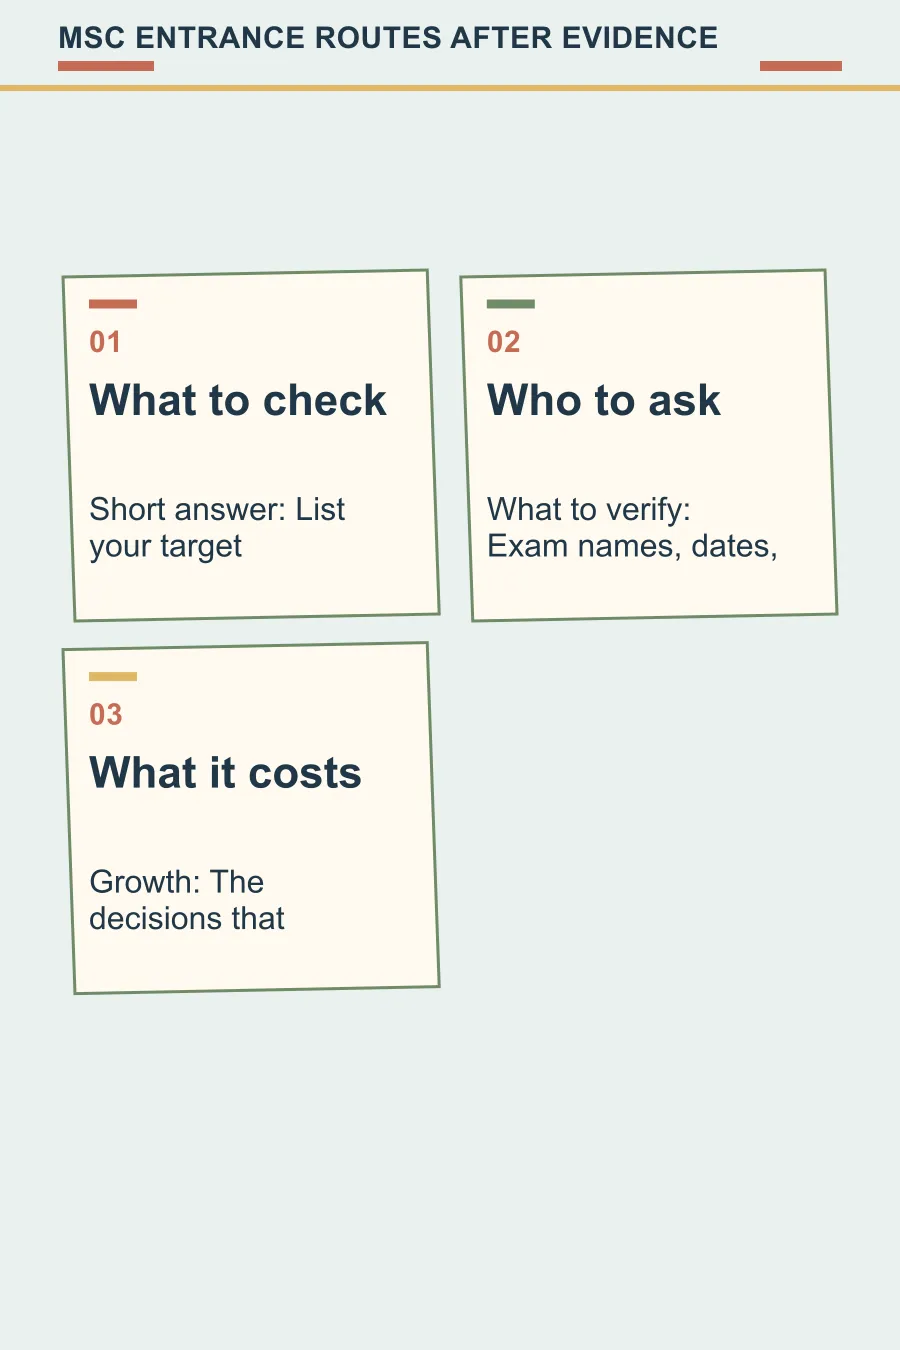 MSC ENTRANCE ROUTES AFTER EVIDENCE
01
What to check
Short answer: List
your target
02
Who to ask
What to verify:
Exam names, dates,
03
What it costs
Growth: The
decisions that